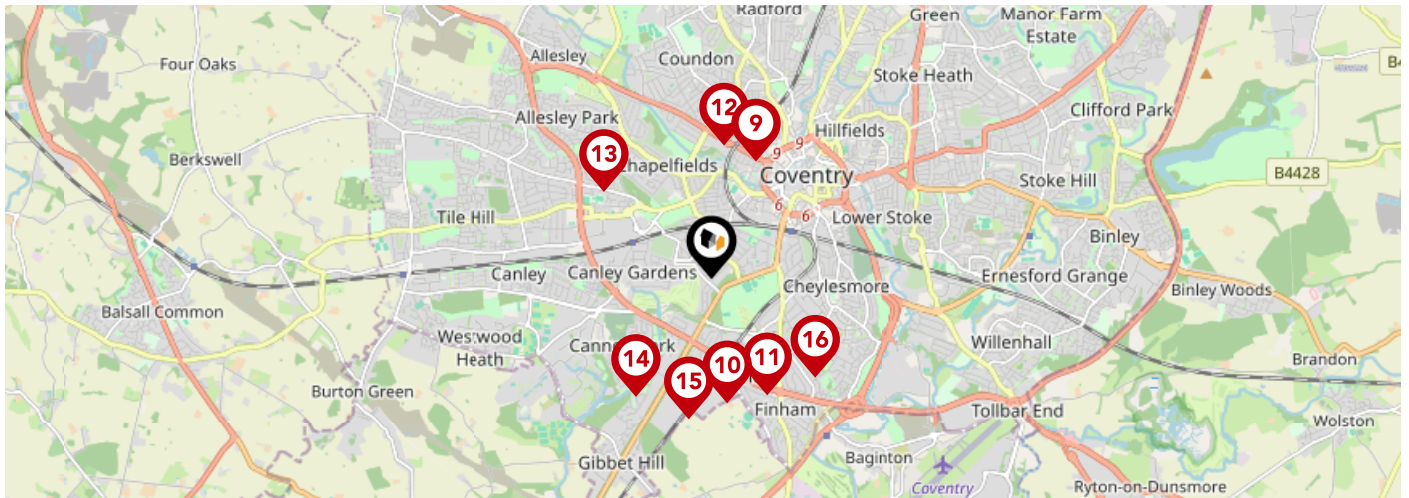 Radford
Green
Manor Farm
Estate
Allesley
Coundon
Four Oaks
B4
Stoke Heath
12
Clifford Park
Allesley Park
9
Hillfields
9
9
13
Berkswell
Chapelfields
Coventry
Stoke Hill
B4428
6
6
Tile Hill
Lower Stoke
Binley
Canley
Canley Gardens
Ernesford Grange
Cheylesmore
Binley Woods
Balsall Common
Westwood
Heath
14
15
10
11
16
Willenhall
Brandon
Burton Green
Finham
Tollbar End
Wolston
Gibbet Hill
Baginton
Coventry
Ryton-on-Dunsmore